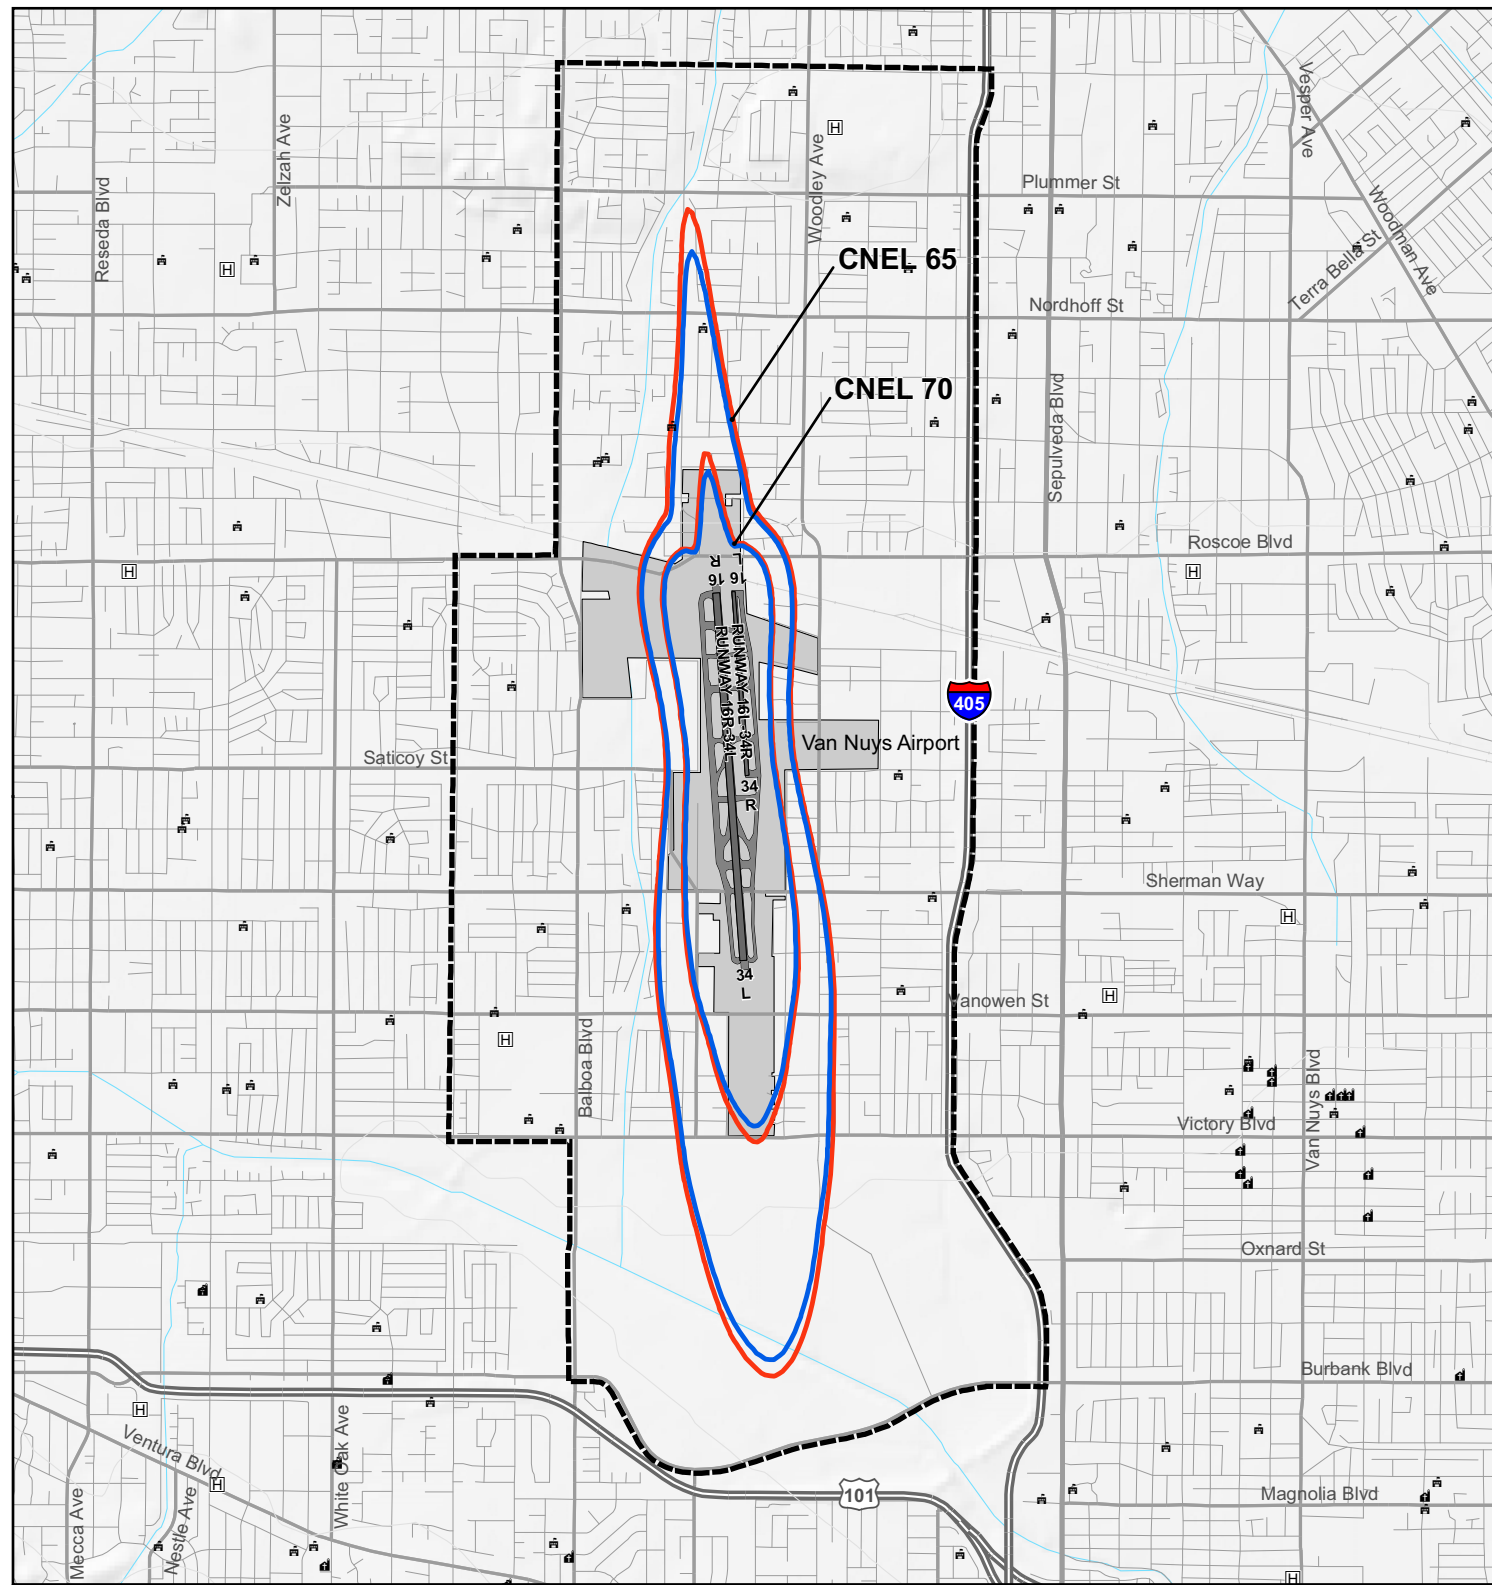 Zelzah Ave
Reseda Blvd
Woodley Ave
Vesper Ave
Plummer St
Woodman Ave
Terra Bella St
CNEL 65
Nordhoff St
CNEL 70
Sepulveda Blvd
Roscoe Blvd
H
H
H
H
16
R
16
L
RUNWAY 16R-34L
RUNWAY 16L-34R
405
Van Nuys Airport
Saticoy St
34
R
Sherman Way
H
34
L
Vanowen St
H
H
Balboa Blvd
Van Nuys Blvd
Victory Blvd
Oxnard St
Burbank Blvd
H
White Oak Ave
Ventura Blvd
H
101
Magnolia Blvd
Mecca Ave
Nestle Ave
H